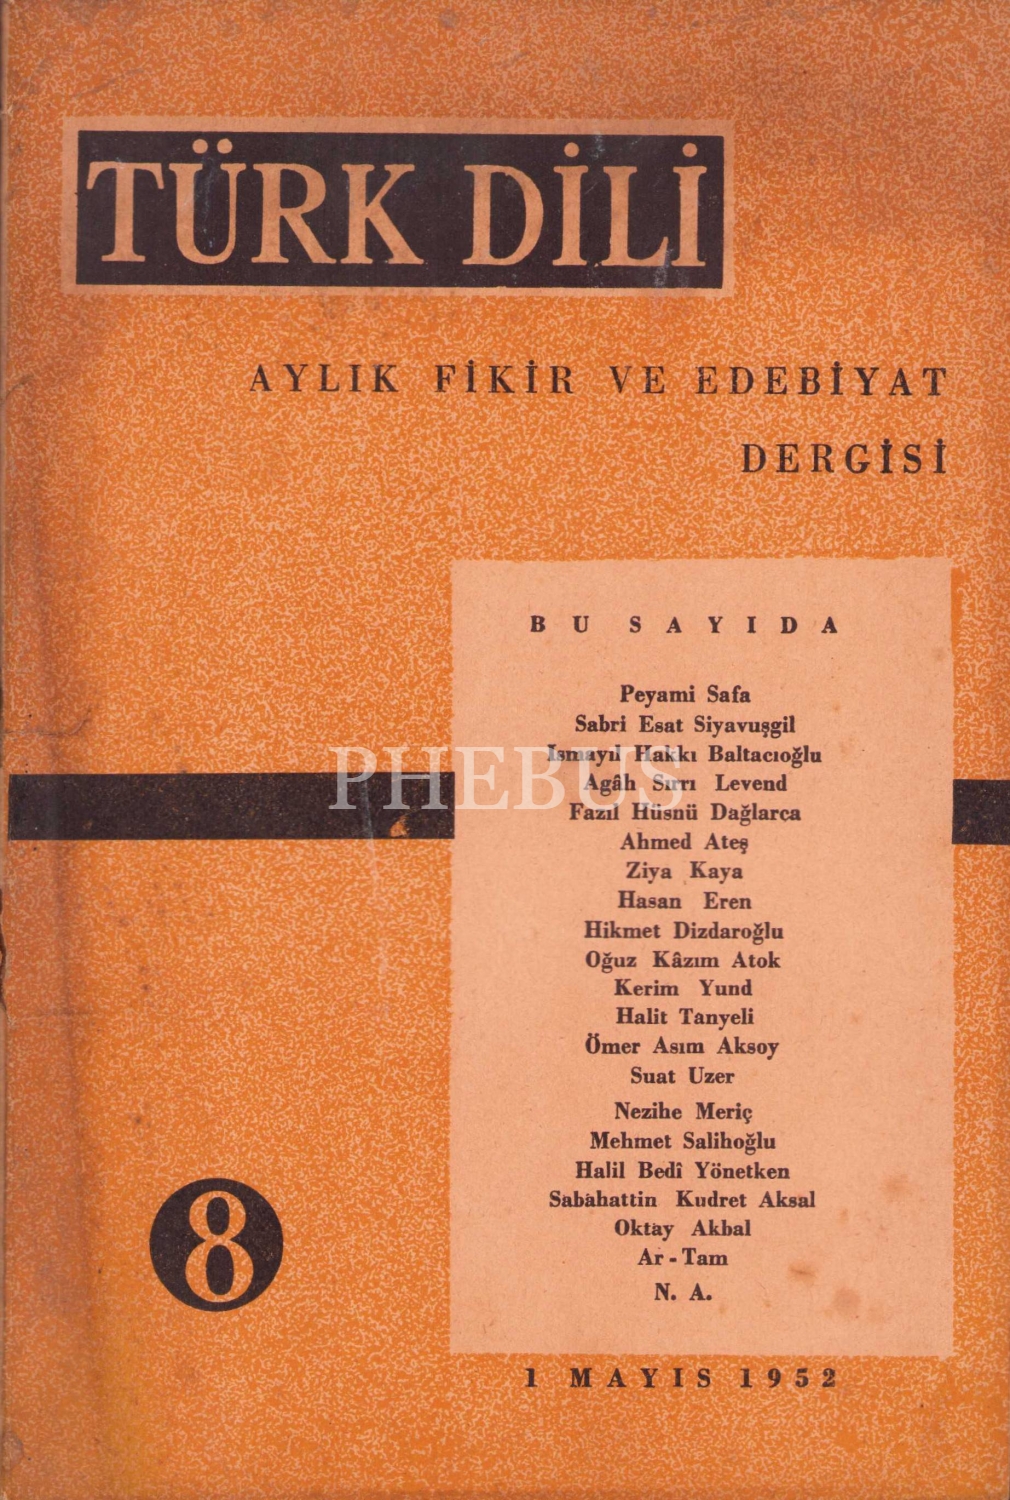 TÜRK DİLİ
AYLIK FİKİR VE EDEBİYAT
DERGİSİ
BU SAYIDA
Peyami Safa
Sabri Esat Siyavuşgil
Ismayıl Hakkı Baltacıoğlu
PHEBUS
Agâh Sırrı Levend
Fazıl Hüsnü Dağlarca
Ahmed Ateş
Ziya Kaya
Hasan Eren
Hikmet Dizdaroğlu
Oğuz Kâzım Atok
Kerim Yund
Halit Tanyeli
Ömer Asım Aksoy
Suat Uzer
Nezihe Meriç
Mehmet Salihoğlu
Halil Bedî Yönetken
Sabahattin Kudret Aksal
Oktay Akbal
Ar - Tam
N. A.
8
1 MAYIS 1952